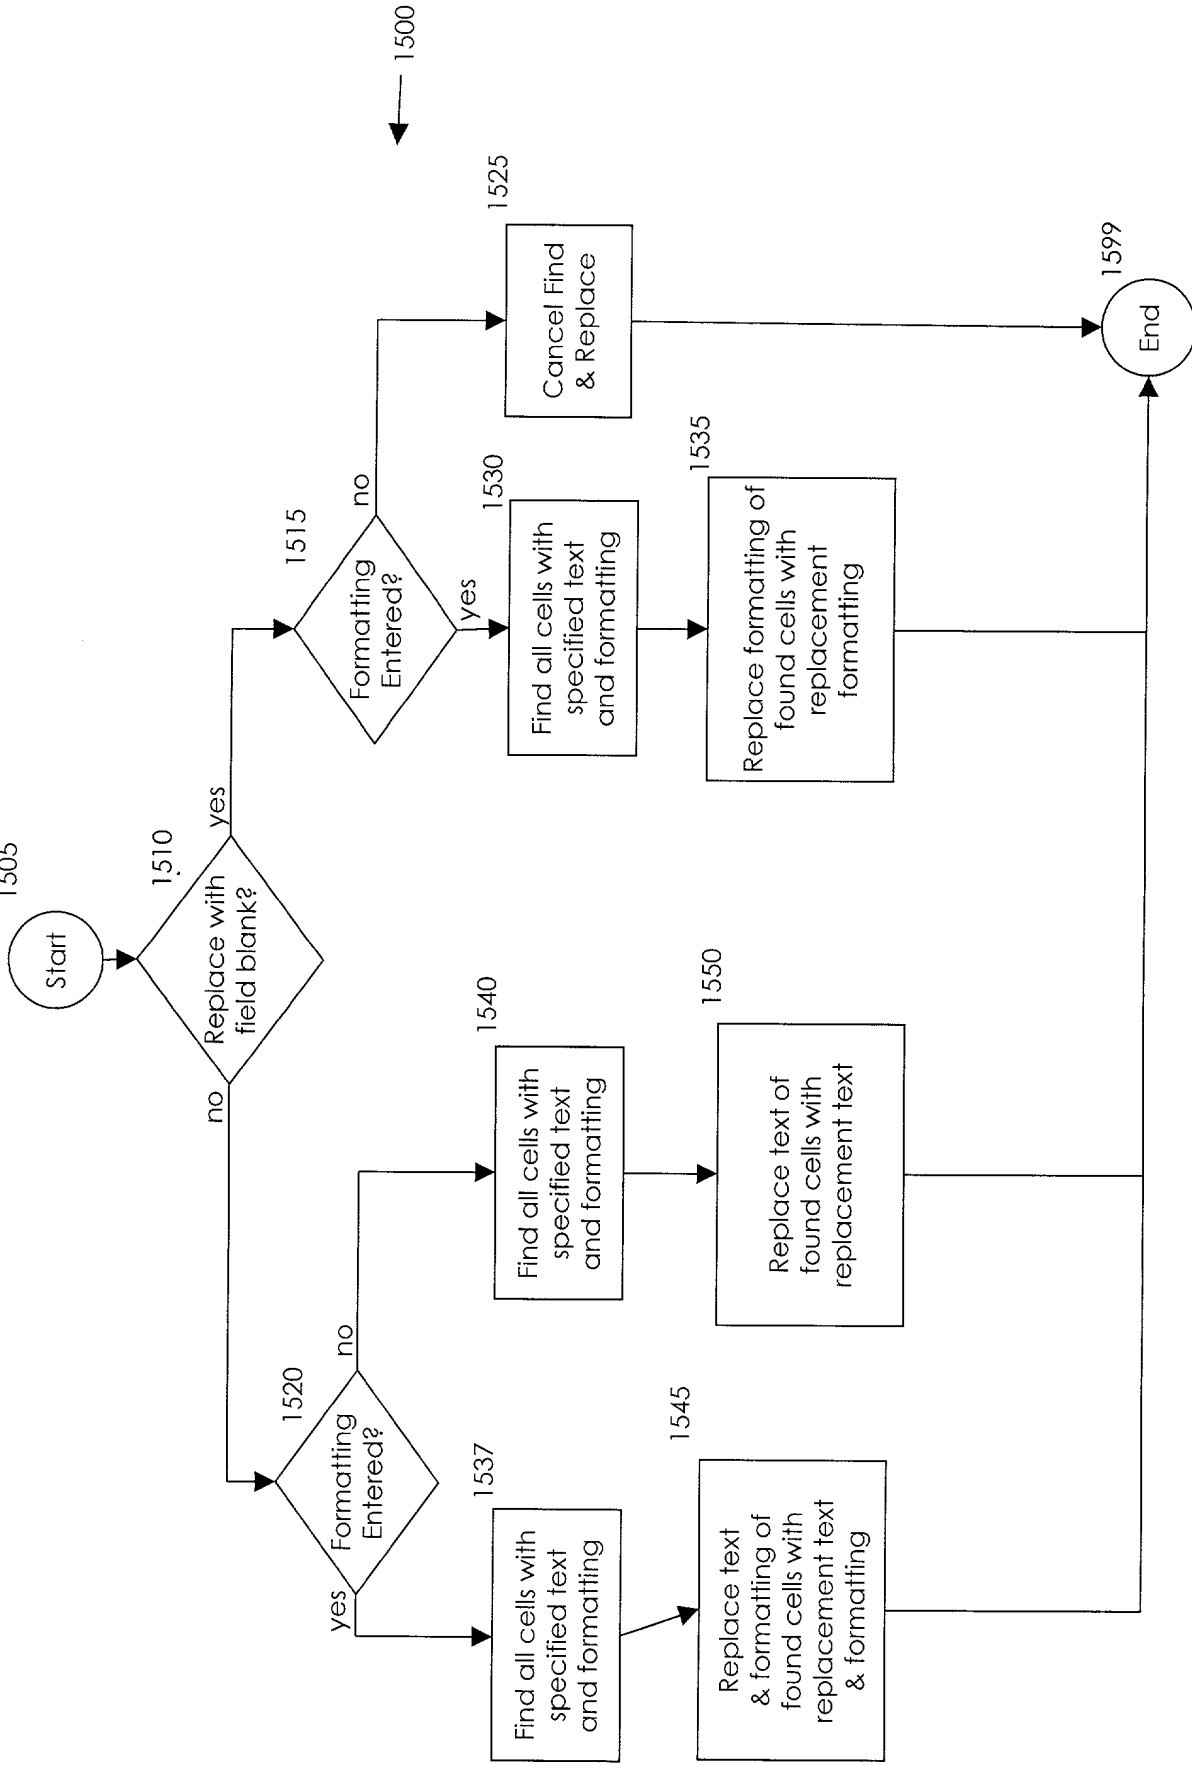 1500
1505
Start
1510
Replace with
field blank?
no
yes
1520
Formatting
Entered?
yes
no
1515
Formatting
Entered?
yes
no
1537
Find all cells with
specified text
and formatting
1540
Find all cells with
specified text
and formatting
1530
Find all cells with
specified text
and formatting
1525
Cancel Find
& Replace
1545
Replace text
& formatting of
found cells with
replacement text
& formatting
1550
Replace text of
found cells with
replacement text
1535
Replace formatting of
found cells with
replacement
formatting
1599
End